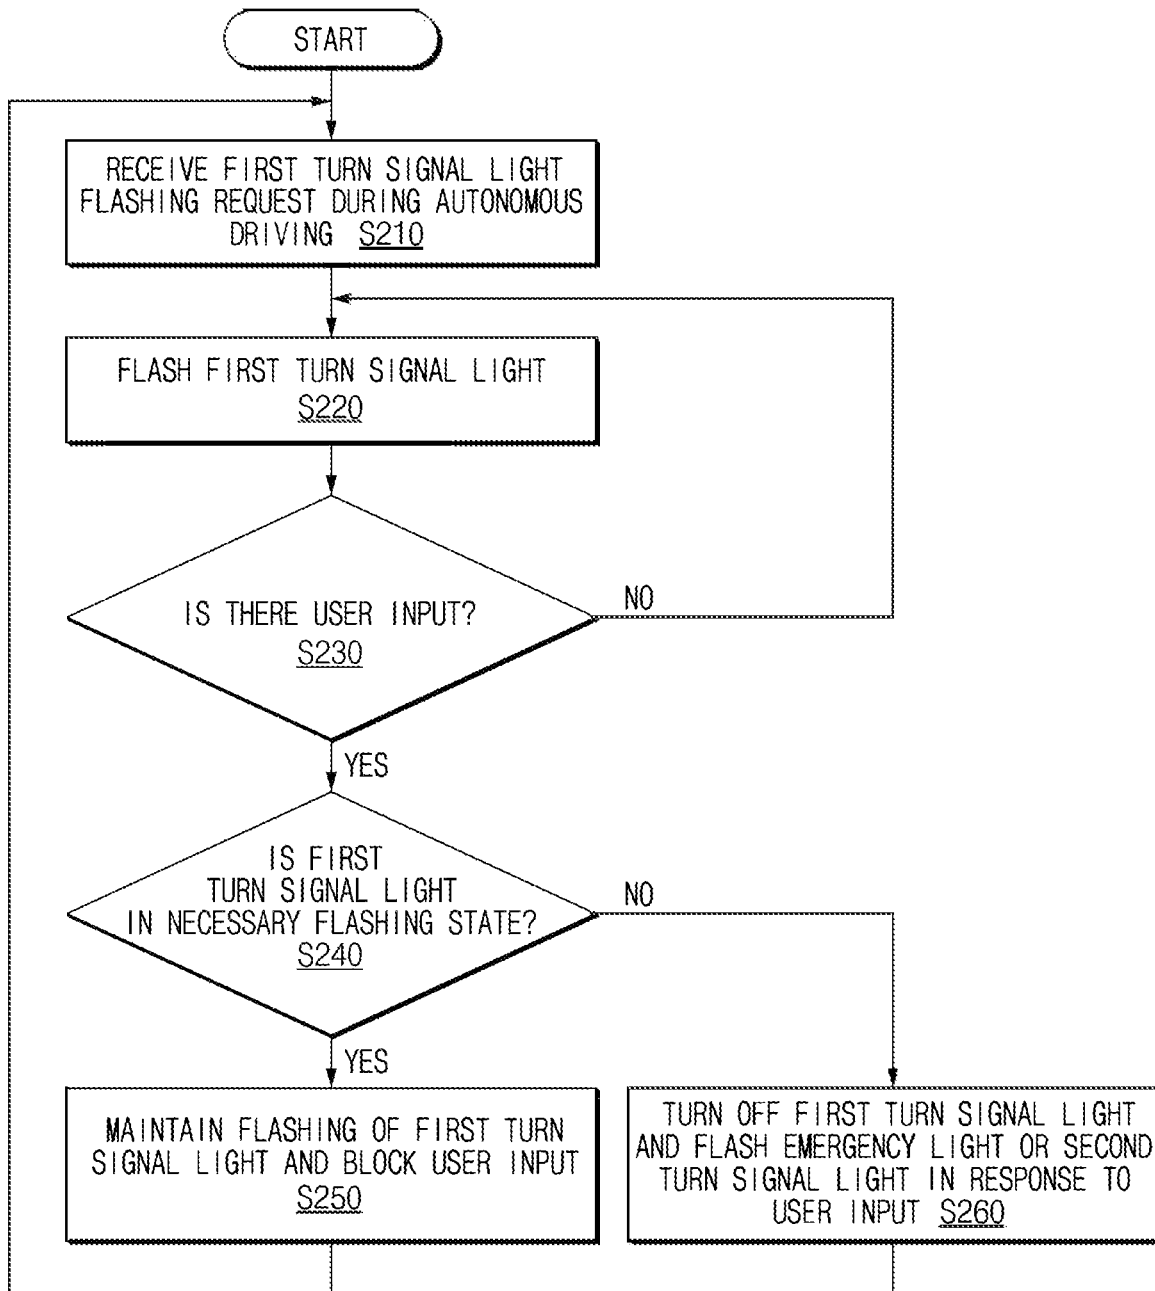 START
RECEIVE FIRST TURN SIGNAL LIGHT
FLASHING REQUEST DURING AUTONOMOUS
DRIVING S210
FLASH FIRST TURN SIGNAL LIGHT
S220
IS THERE USER INPUT?
S230
NO
YES
IS FIRST
TURN SIGNAL LIGHT
IN NECESSARY FLASHING STATE?
S240
NO
YES
MAINTAIN FLASHING OF FIRST TURN
SIGNAL LIGHT AND BLOCK USER INPUT
S250
TURN OFF FIRST TURN SIGNAL LIGHT
AND FLASH EMERGENCY LIGHT OR SECOND
TURN SIGNAL LIGHT IN RESPONSE TO
USER INPUT S260